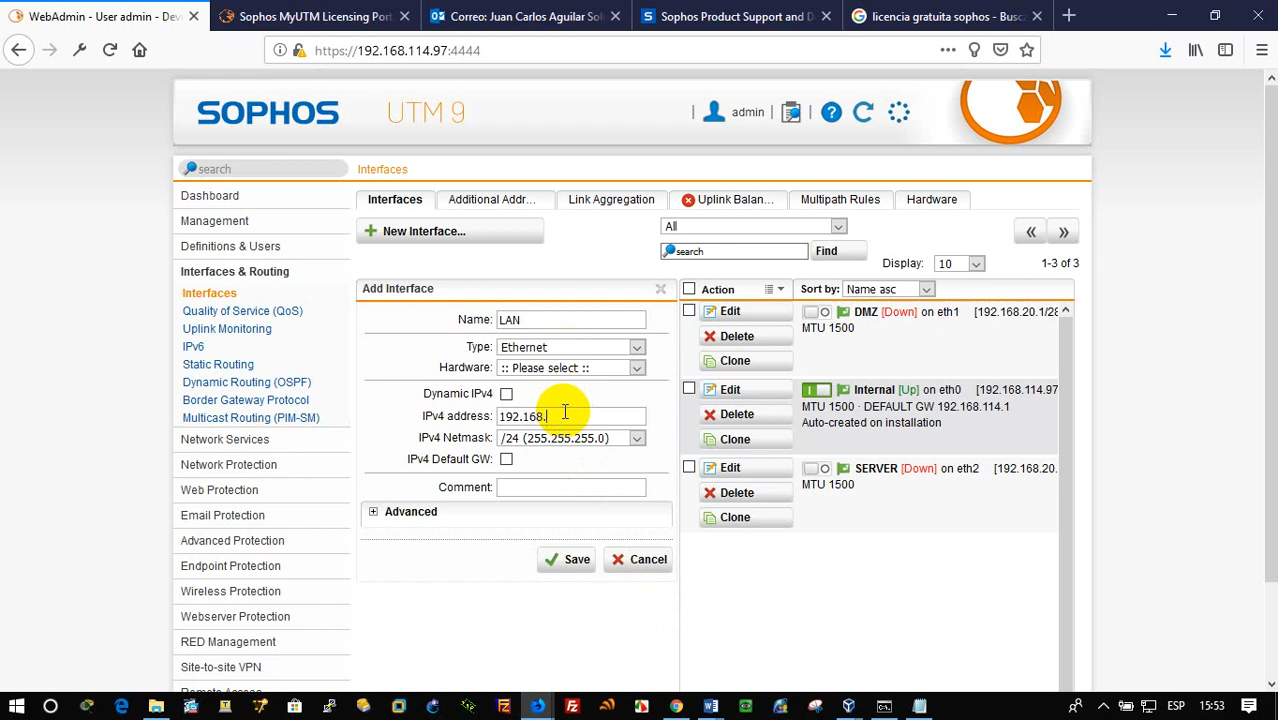 WebAdmin - User admin - Dev
Sophos MyUTM Licensing Port
Correo: Juan Carlos Aguilar Sol
Sophos Product Support and D
licencia gratuita sophos - Busc
https://192.168.114.97:4444
SOPHOS UTM 9
admin
search
Interfaces
Dashboard
Management
Definitions & Users
Interfaces & Routing
Interfaces
Quality of Service (QoS)
Uplink Monitoring
IPv6
Static Routing
Dynamic Routing (OSPF)
Border Gateway Protocol
Multicast Routing (PIM-SM)
Network Services
Network Protection
Web Protection
Email Protection
Advanced Protection
Endpoint Protection
Wireless Protection
Webserver Protection
RED Management
Site-to-site VPN
Interfaces
Additional Addr...
Link Aggregation
Uplink Balan...
Multipath Rules
Hardware
New Interface...
All
search
Find
Display: 10
1-3 of 3
Add Interface
Name: LAN
Type: Ethernet
Hardware: :: Please select ::
Dynamic IPv4
IPv4 address: 192.168.
IPv4 Netmask: /24 (255.255.255.0)
IPv4 Default GW:
Comment:
Advanced
Save
Cancel
Action
Sort by: Name asc
Edit
Delete
Clone
DMZ [Down] on eth1 [192.168.20.1/28
MTU 1500
Edit
Delete
Clone
Internal [Up] on eth0 [192.168.114.97
MTU 1500 · DEFAULT GW 192.168.114.1
Auto-created on installation
Edit
Delete
Clone
SERVER [Down] on eth2 [192.168.20.
MTU 1500
ESP
15:53